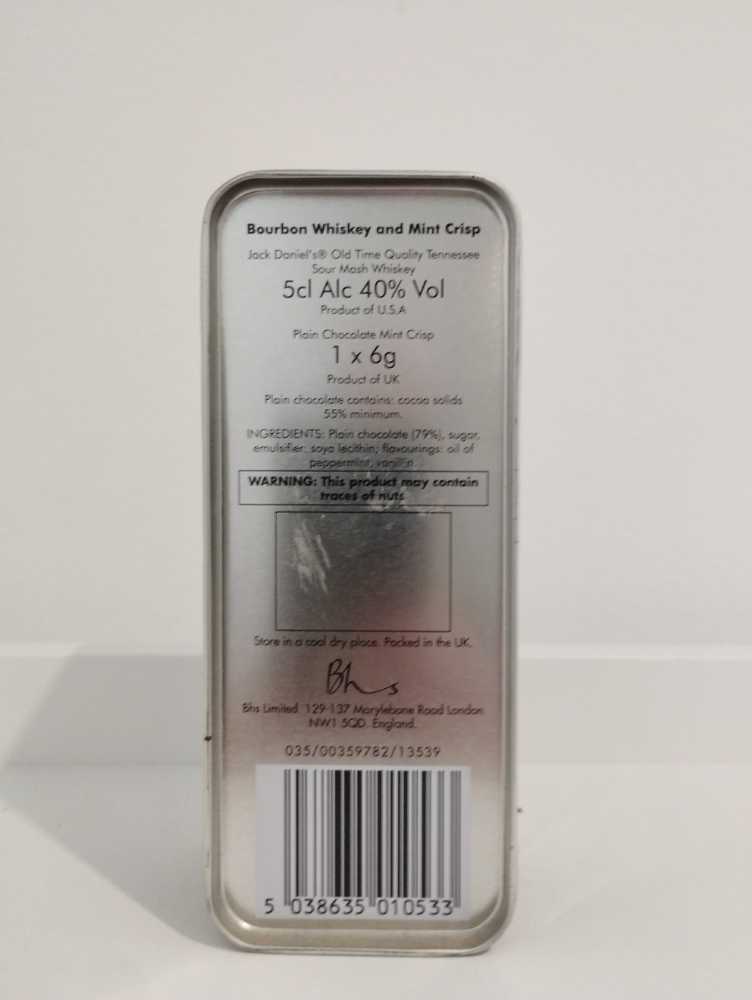 Bourbon Whiskey and Mint Crisp
Jack Daniel's® Old Time Quality Tennessee
Sour Mash Whiskey
5cl Alc 40% Vol
Product of U.S.A
Plain Chocolate Mint Crisp
1 x 6g
Product of UK
Plain chocolate contains: cocoa solids
55% minimum.
INGREDIENTS: Plain chocolate (79%), sugar,
emulsifier: soya lecithin; flavourings: oil of
peppermint, vanillin.
WARNING: This product may contain
traces of nuts
Store in a cool dry place. Packed in the UK.
Bhs
Bhs Limited 129-137 Marylebone Road London
NW1 5QD. England.
035/00359782/13539
5 038635 010533